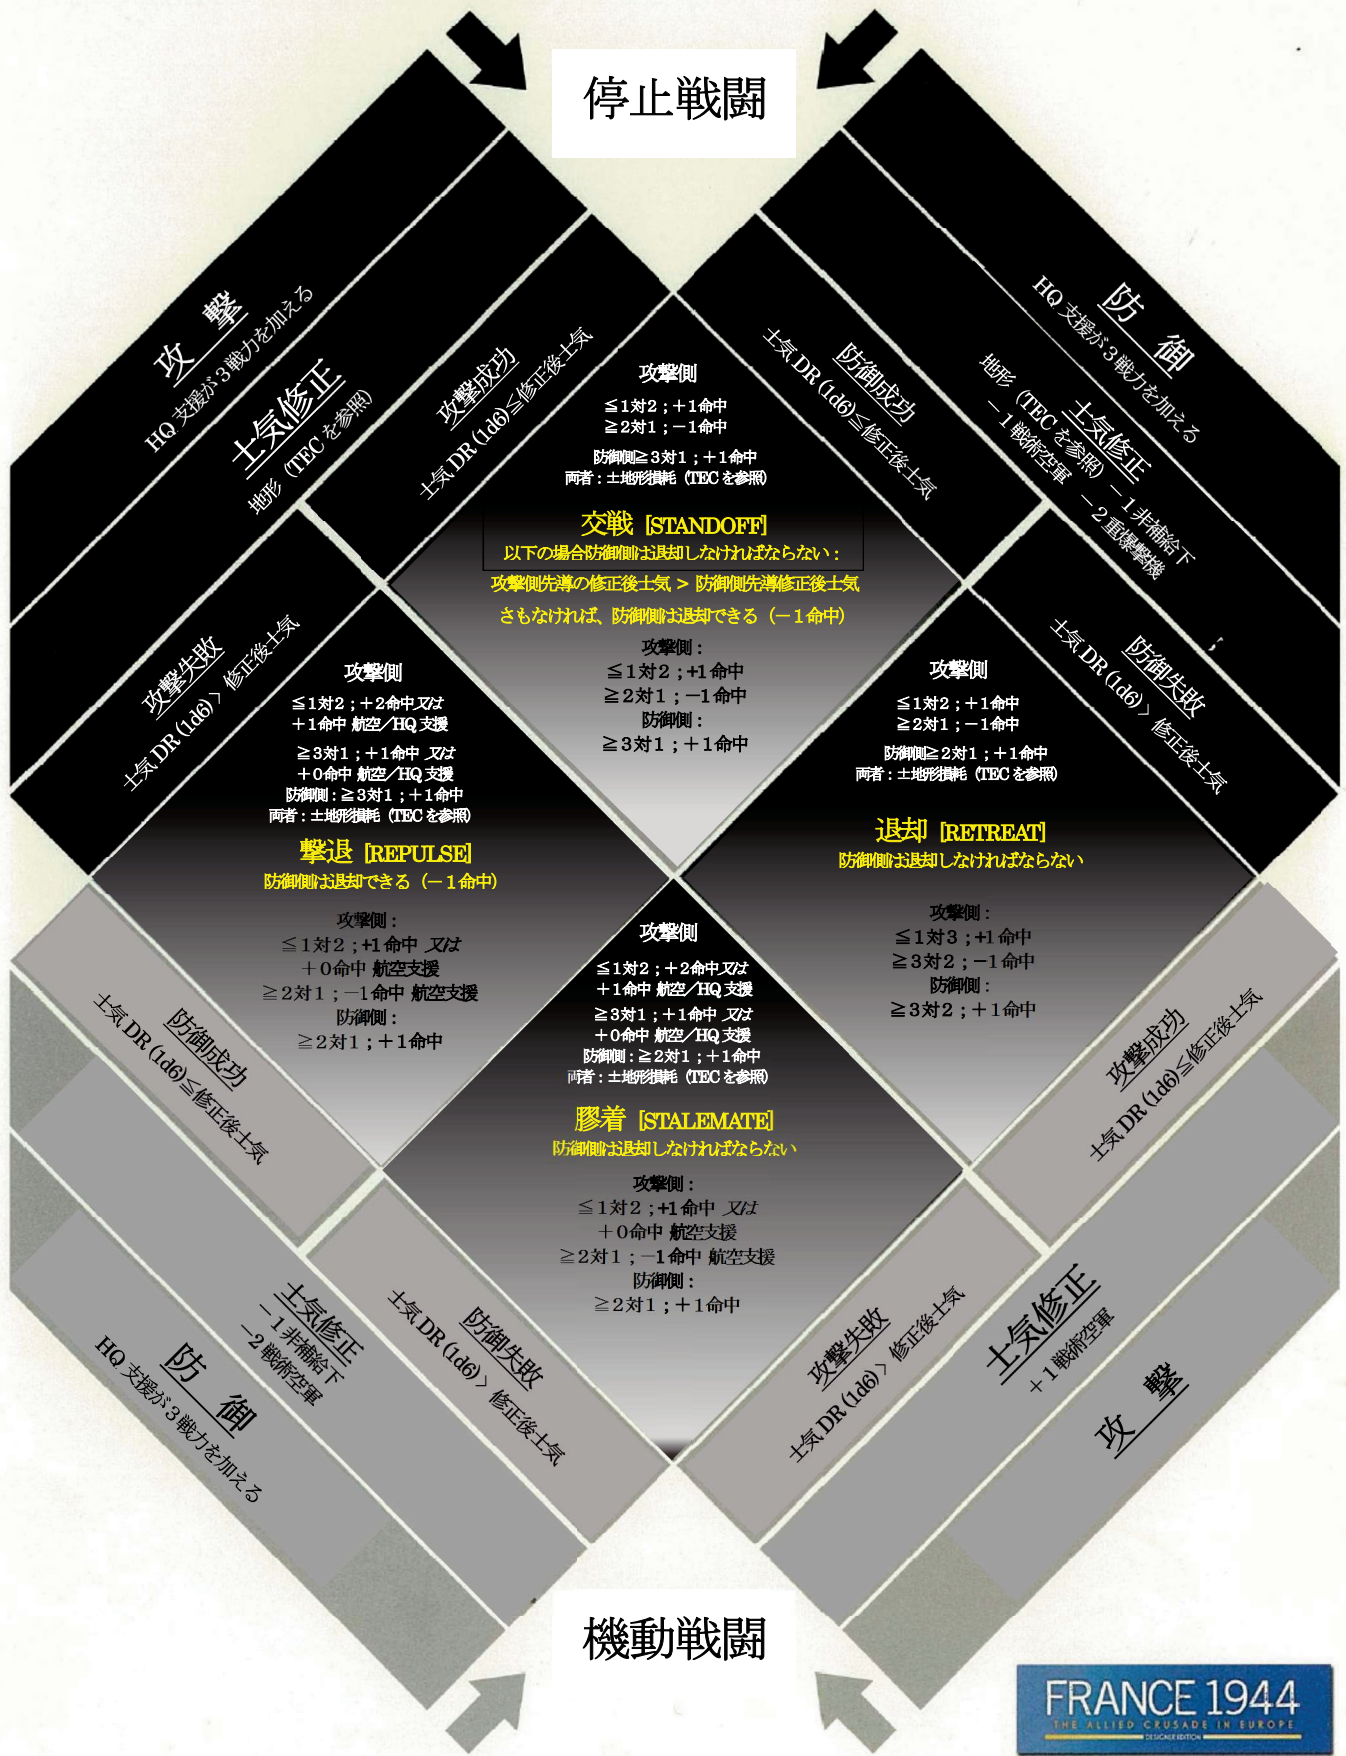 停止戦闘
攻　撃
HQ 支援が３戦力を加える
士気修正
地形（TEC を参照）
攻撃成功
士気 DR (1d6)≦修正後士気
攻撃失敗
士気 DR (1d6)＞修正後士気
防　御
HQ 支援が３戦力を加える
士気修正
地形（TEC を参照）－１非補給下
－１戦術空軍　－２重爆撃機
防御成功
士気 DR (1d6)≦修正後士気
防御失敗
士気 DR (1d6)＞修正後士気
攻撃側
≦１対２；＋１命中
≧２対１；－１命中
防御側≧３対１；＋１命中
両者：±地形損耗（TEC を参照）
交戦［STANDOFF］
以下の場合防御側は退却しなければならない：
攻撃側先導の修正後士気 > 防御側先導修正後士気
さもなければ、防御側は退却できる（－１命中）
攻撃側：
≦１対２；+1 命中
≧２対１；－1 命中
防御側：
≧３対１；＋１命中
攻撃側
≦１対２；＋２命中又は
＋１命中 航空／HQ 支援
≧３対１；＋１命中 又は
＋０命中 航空／HQ 支援
防御側：≧３対１；＋１命中
両者：±地形損耗（TEC を参照）
撃退［REPULSE］
防御側は退却できる（－１命中）
攻撃側：
≦１対２；+1 命中 又は
＋０命中 航空支援
≧２対１；－1 命中 航空支援
防御側：
≧２対１；＋１命中
攻撃側
≦１対２；＋１命中
≧２対１；－１命中
防御側≧２対１；＋１命中
両者：±地形損耗（TEC を参照）
退却［RETREAT］
防御側は退却しなければならない
攻撃側：
≦１対３；+1 命中
≧３対２；－1 命中
防御側：
≧３対２；＋１命中
攻撃側
≦１対２；＋２命中又は
＋１命中 航空／HQ 支援
≧３対１；＋１命中 又は
＋０命中 航空／HQ 支援
防御側：≧２対１；＋１命中
両者：±地形損耗（TEC を参照）
膠着［STALEMATE］
防御側は退却しなければならない
攻撃側：
≦１対２；+1 命中 又は
＋０命中 航空支援
≧２対１；－1 命中 航空支援
防御側：
≧２対１；＋１命中
防御成功
士気 DR (1d6)≦修正後士気
防御失敗
士気 DR (1d6)＞修正後士気
士気修正
－１非補給下
－２戦術空軍
防　御
HQ 支援が３戦力を加える
攻撃成功
士気 DR (1d6)≦修正後士気
攻撃失敗
士気 DR (1d6)＞修正後士気
士気修正
＋１戦術空軍
攻　撃
機動戦闘
FRANCE 1944
THE ALLIED CRUSADE IN EUROPE
DESIGNER EDITION